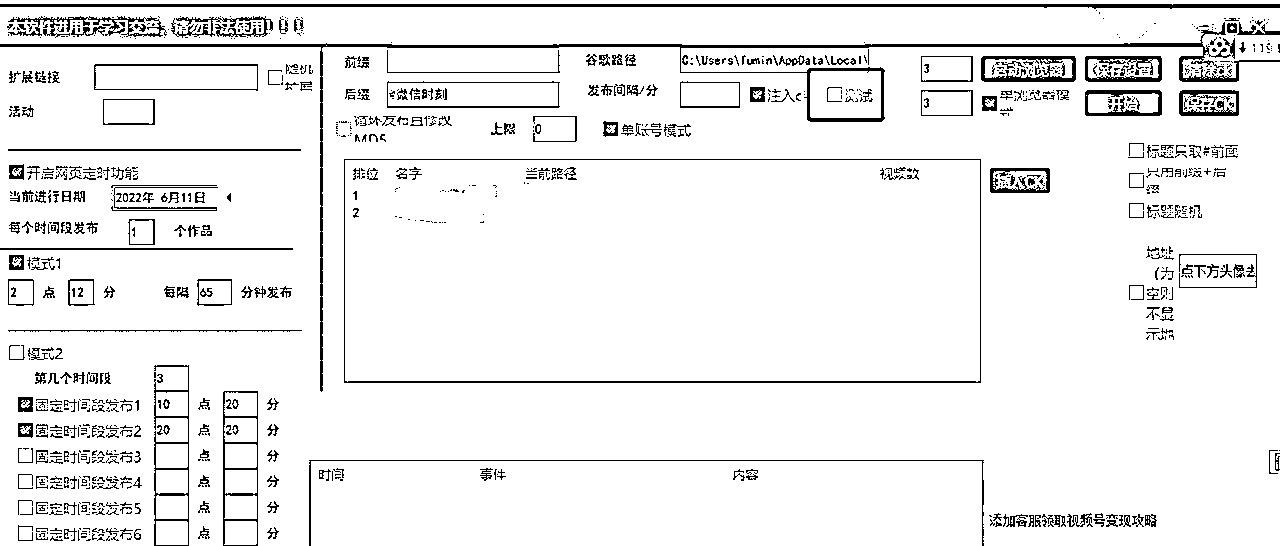 本软件进用于学习交流，请勿非法使用
扩展链接
随机扩展
活动
前缀
谷歌路径 C:\Users\fumin\AppData\Local\
后缀 #微信时刻
发布间隔/分
注入c
测试
循环发布且修改MD5
上限 0
单账号模式
3 启动浏览器 保存设置
3 单浏览器模式 开始 保存CK
开启网页定时功能
当前进行日期 2022年 6月11日
每个时间段发布 1 个作品
模式1
2 点 12 分 每隔 65 分钟发布
模式2
第几个时间段 3
固定时间段发布1 10 点 20 分
固定时间段发布2 20 点 20 分
固定时间段发布3 点 分
固定时间段发布4 点 分
固定时间段发布5 点 分
固定时间段发布6 点 分
排位 名字 当前路径 视频数
1
2
插入CK
标题只取#前面
只用前缀+后缀
标题随机
地址(为空则不显示地
点下方头像去
时间 事件 内容
添加客服领取视频号变现攻略